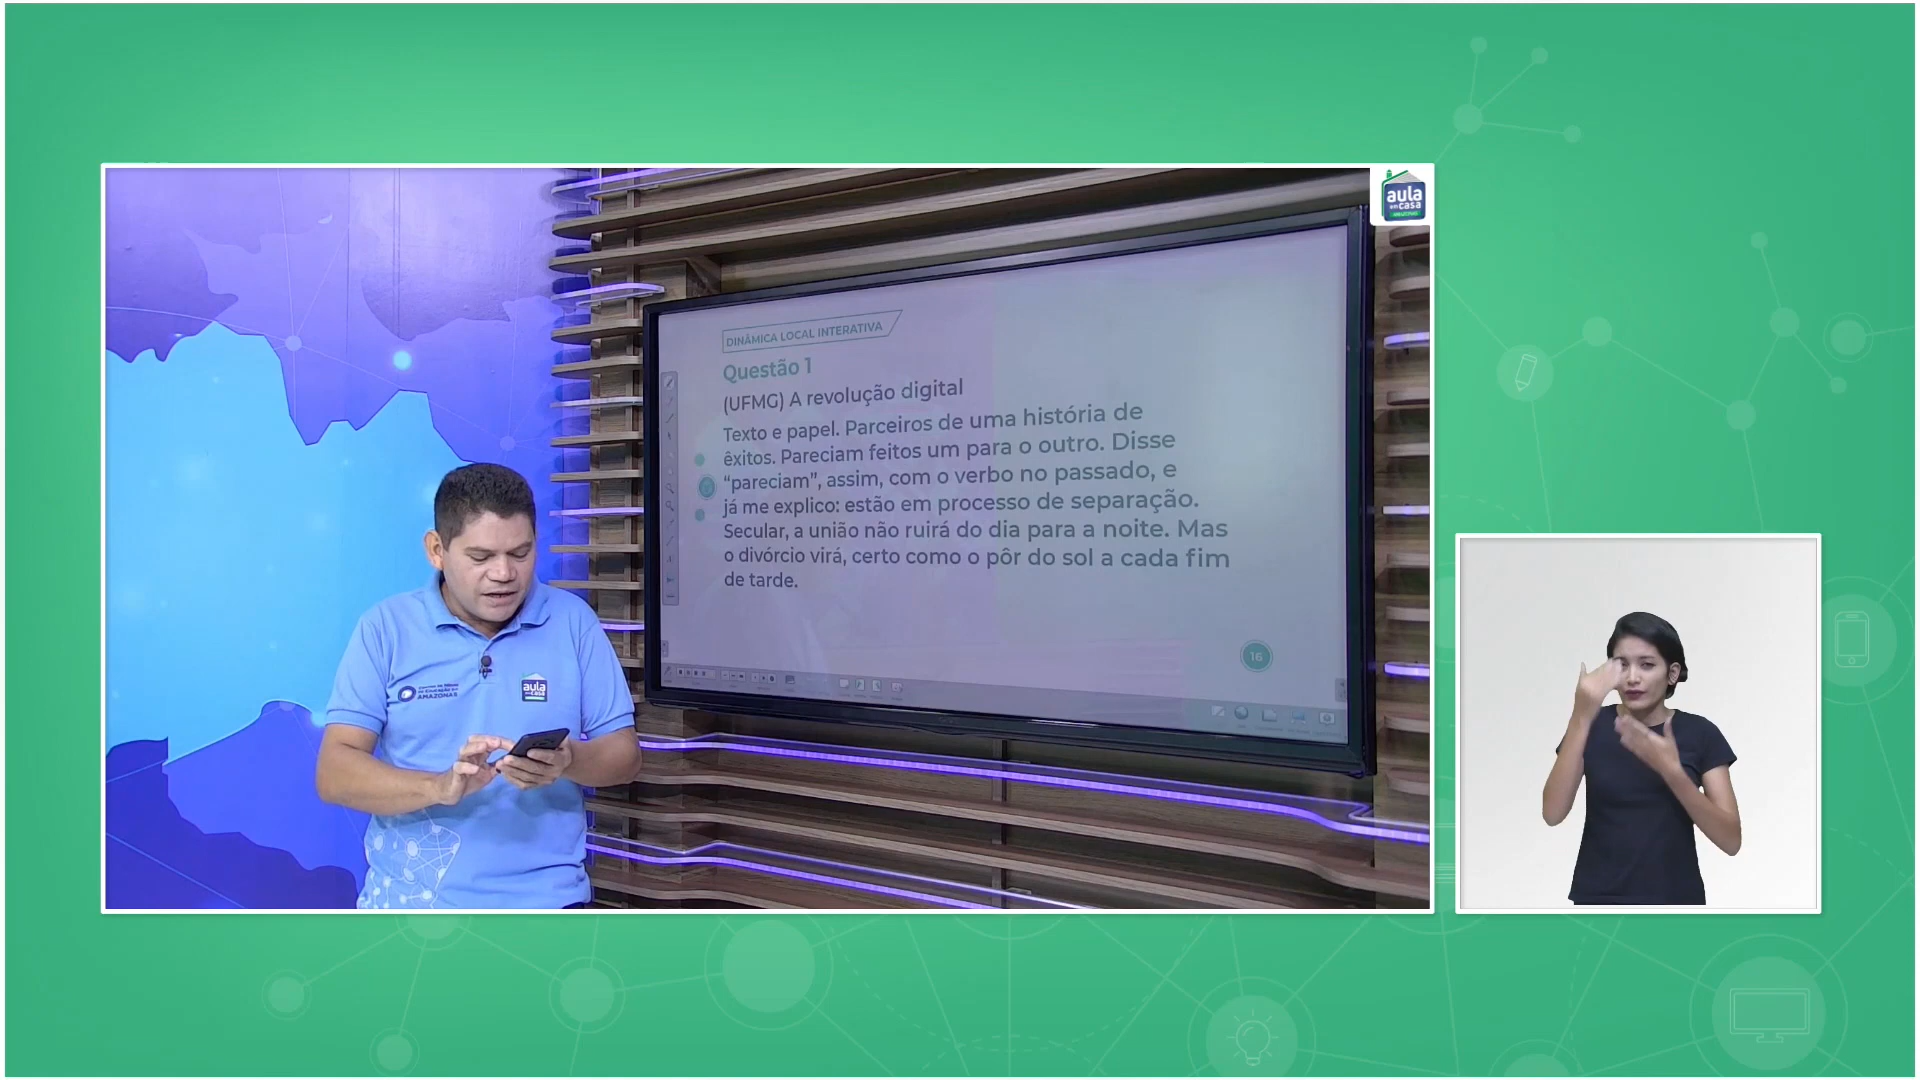 aula
em casa
DINÂMICA LOCAL INTERATIVA
Questão 1
(UFMG) A revolução digital
Texto e papel. Parceiros de uma história de
êxitos. Pareciam feitos um para o outro. Disse
“pareciam”, assim, com o verbo no passado, e
já me explico: estão em processo de separação.
Secular, a união não ruirá do dia para a noite. Mas
o divórcio virá, certo como o pôr do sol a cada fim
de tarde.
16
AMAZONAS
aula
em casa